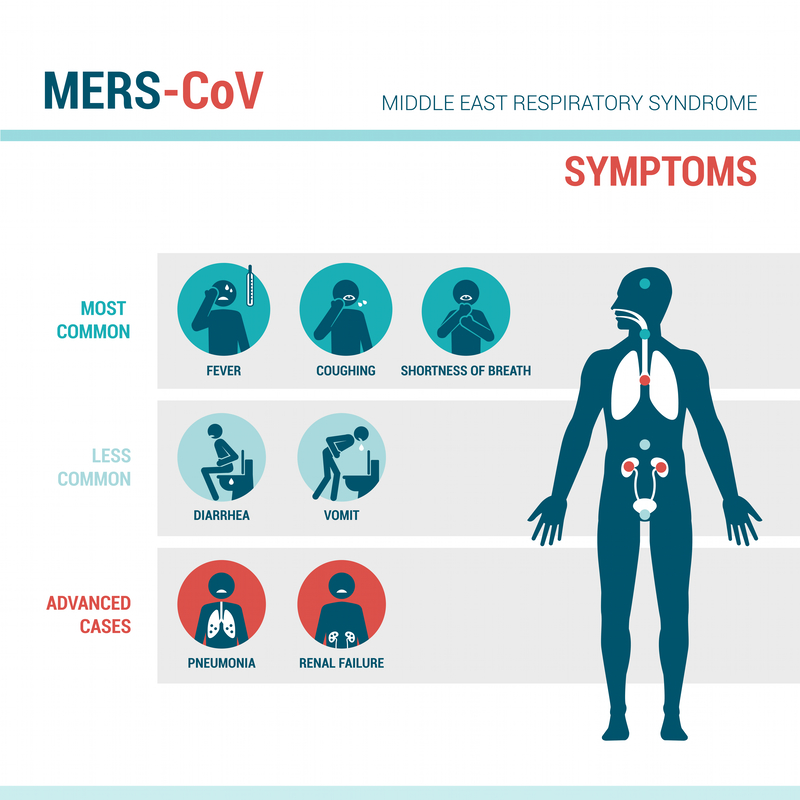 MERS-CoV
MIDDLE EAST RESPIRATORY SYNDROME
SYMPTOMS
MOST
COMMON
FEVER
COUGHING
SHORTNESS OF BREATH
LESS
COMMON
DIARRHEA
VOMIT
ADVANCED
CASES
PNEUMONIA
RENAL FAILURE